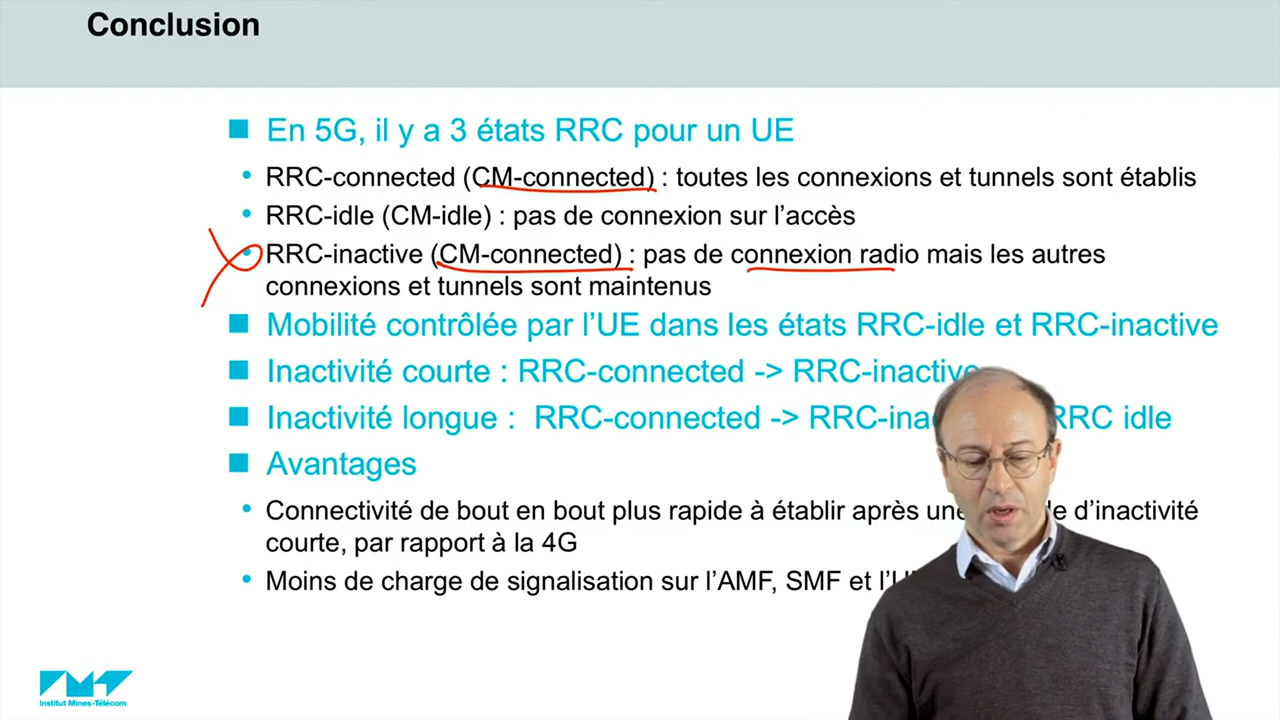 Conclusion
En 5G, il y a 3 états RRC pour un UE
RRC-connected (CM-connected) : toutes les connexions et tunnels sont établis
RRC-idle (CM-idle) : pas de connexion sur l’accès
RRC-inactive (CM-connected) : pas de connexion radio mais les autres
connexions et tunnels sont maintenus
Mobilité contrôlée par l’UE dans les états RRC-idle et RRC-inactive
Inactivité courte : RRC-connected -> RRC-inactive
Inactivité longue : RRC-connected -> RRC idle
Avantages
Connectivité de bout en bout plus rapide à établir après d’inactivité
courte, par rapport à la 4G
Moins de charge de signalisation sur l’AMF, SMF et
Institut Mines-Télécom